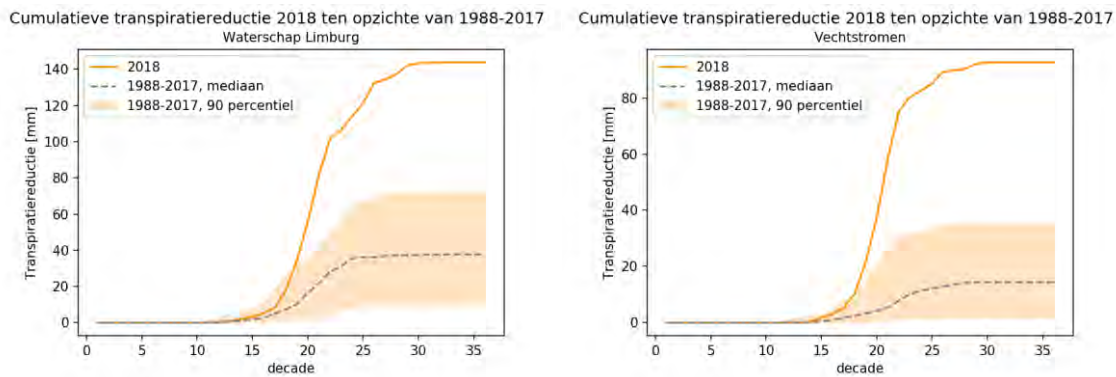 Cumulatieve transpiratiereductie 2018 ten opzichte van 1988-2017
Waterschap Limburg
2018
1988-2017, mediaan
1988-2017, 90 percentiel
Transpiratiereductie [mm]
140
120
100
80
60
40
20
0
0 5 10 15 20 25 30 35
decade
Cumulatieve transpiratiereductie 2018 ten opzichte van 1988-2017
Vechtstromen
2018
1988-2017, mediaan
1988-2017, 90 percentiel
Transpiratiereductie [mm]
80
60
40
20
0
0 5 10 15 20 25 30 35
decade